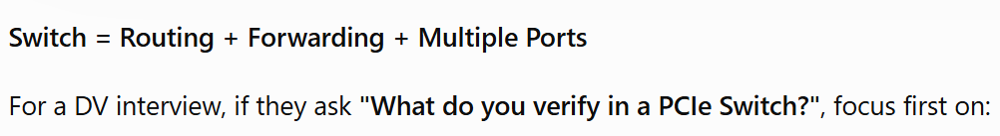 Switch = Routing + Forwarding + Multiple Ports
For a DV interview, if they ask "What do you verify in a PCIe Switch?", focus first on: